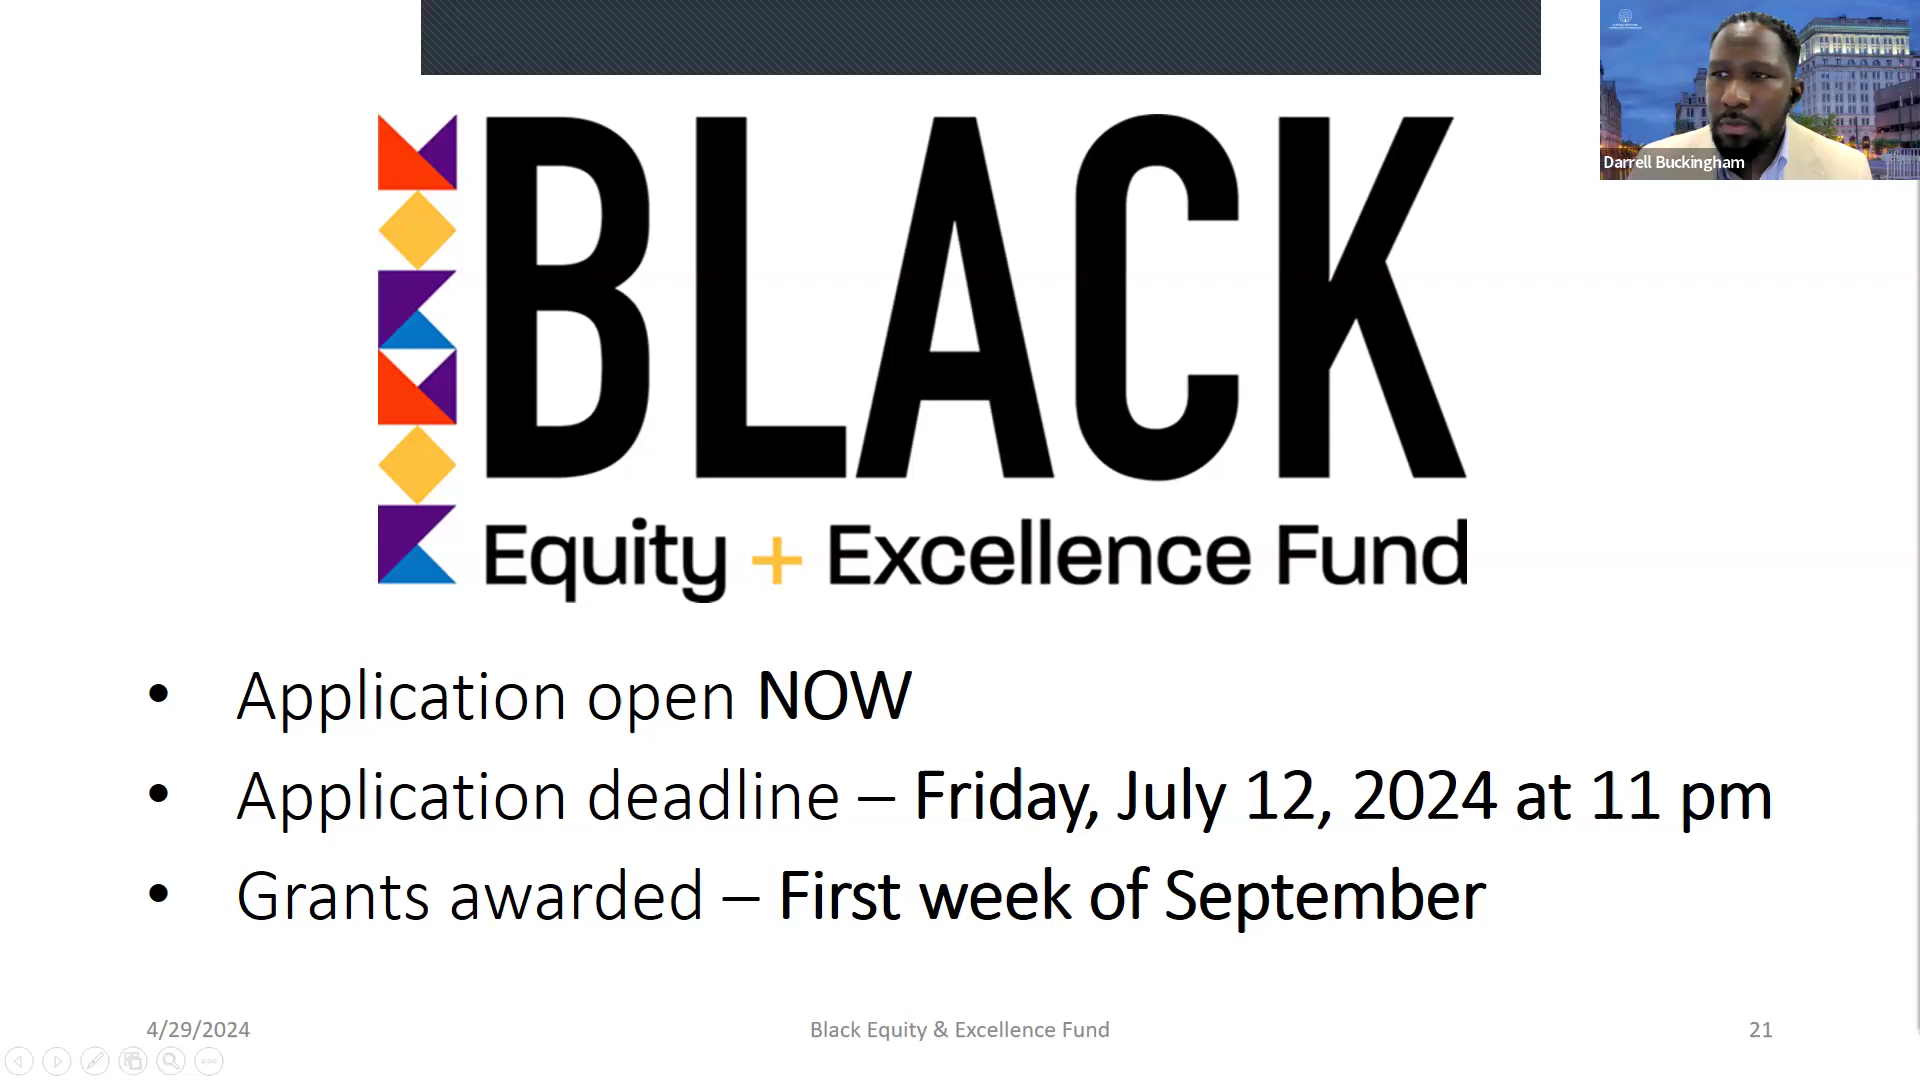 BLACK
Equity + Excellence Fund
Darrell Buckingham
• Application open NOW
• Application deadline – Friday, July 12, 2024 at 11 pm
• Grants awarded – First week of September
4/29/2024
Black Equity & Excellence Fund
21